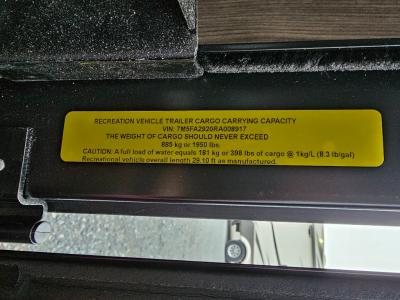 RECREATION VEHICLE TRAILER CARGO CARRYING CAPACITY
VIN: 7M5FA2920RA008917
THE WEIGHT OF CARGO SHOULD NEVER EXCEED
885 kg or 1950 lbs.
CAUTION: A full load of water equals 181 kg or 398 lbs of cargo @ 1kg/L (8.3 lb/gal)
Recreational vehicle overall length 29.10 ft as manufactured.